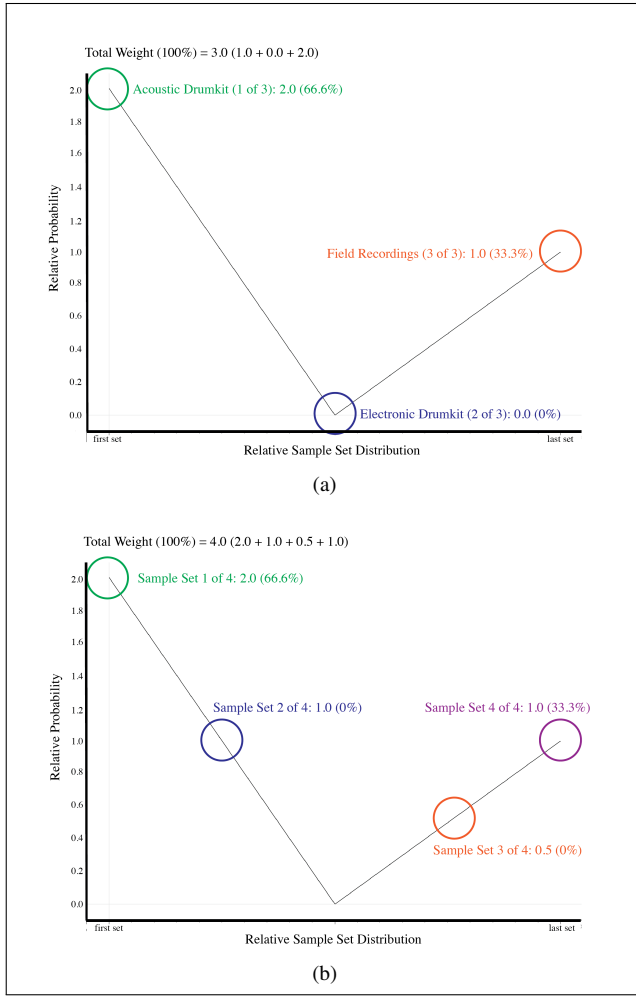 Total Weight (100%) = 3.0 (1.0 + 0.0 + 2.0)
2.0
Acoustic Drumkit (1 of 3): 2.0 (66.6%)
1.8
1.6
1.4
1.2
Relative Probability
Field Recordings (3 of 3): 1.0 (33.3%)
1.0
0.8
0.6
0.4
0.2
0.0
Electronic Drumkit (2 of 3): 0.0 (0%)
first set
last set
Relative Sample Set Distribution
(a)
Total Weight (100%) = 4.0 (2.0 + 1.0 + 0.5 + 1.0)
2.0
Sample Set 1 of 4: 2.0 (66.6%)
1.8
1.6
1.4
1.2
Sample Set 2 of 4: 1.0 (0%)
Sample Set 4 of 4: 1.0 (33.3%)
Relative Probability
1.0
0.8
0.6
0.4
Sample Set 3 of 4: 0.5 (0%)
0.2
0.0
first set
last set
Relative Sample Set Distribution
(b)